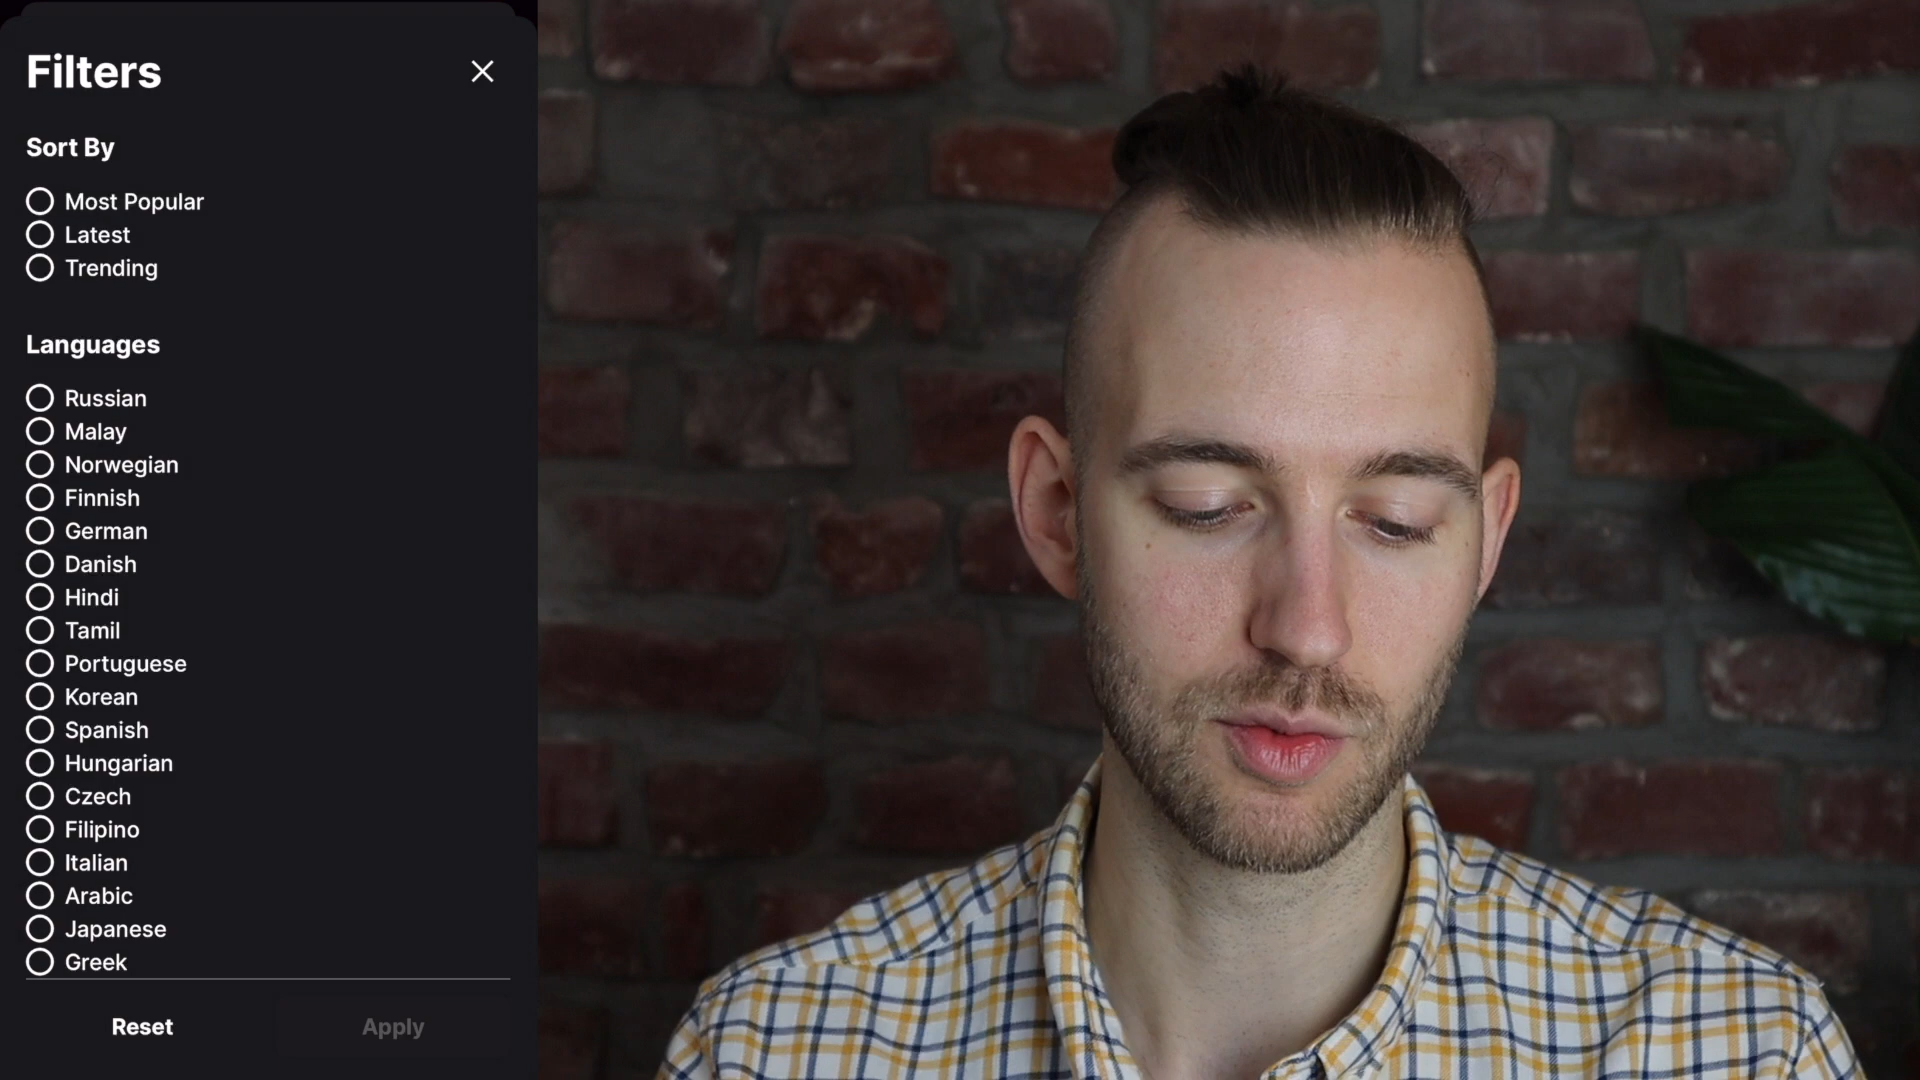 Filters
Sort By
Most Popular
Latest
Trending
Languages
Russian
Malay
Norwegian
Finnish
German
Danish
Hindi
Tamil
Portuguese
Korean
Spanish
Hungarian
Czech
Filipino
Italian
Arabic
Japanese
Greek
Reset
Apply